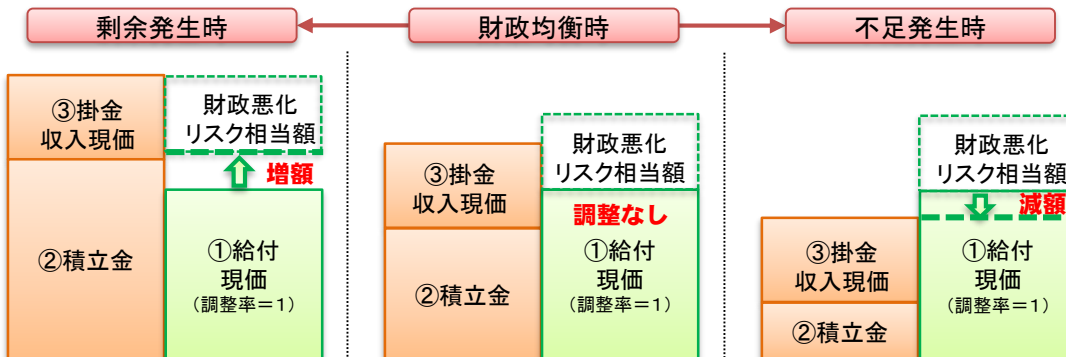 剰余発生時
財政均衡時
不足発生時
③掛金
収入現価
財政悪化
リスク相当額
増額
②積立金
①給付
現価
(調整率=1)
③掛金
収入現価
財政悪化
リスク相当額
調整なし
②積立金
①給付
現価
(調整率=1)
財政悪化
リスク相当額
減額
③掛金
収入現価
②積立金
①給付
現価
(調整率=1)